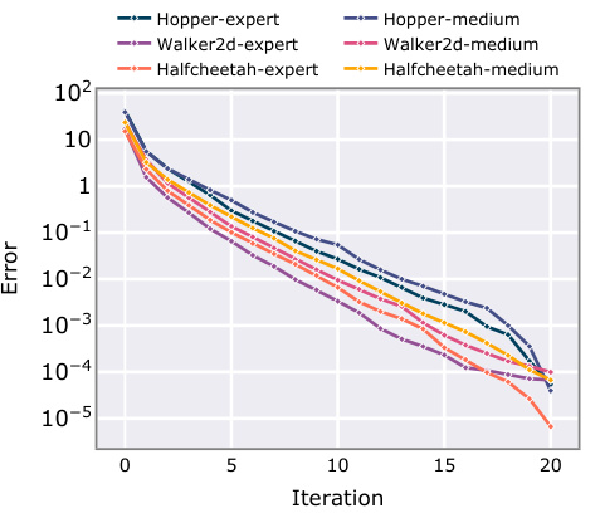 Hopper-expert Hopper-medium
Walker2d-expert Walker2d-medium
Halfcheetah-expert Halfcheetah-medium
10²
10
1
10⁻¹
10⁻²
10⁻³
10⁻⁴
10⁻⁵
Error
0 5 10 15 20
Iteration